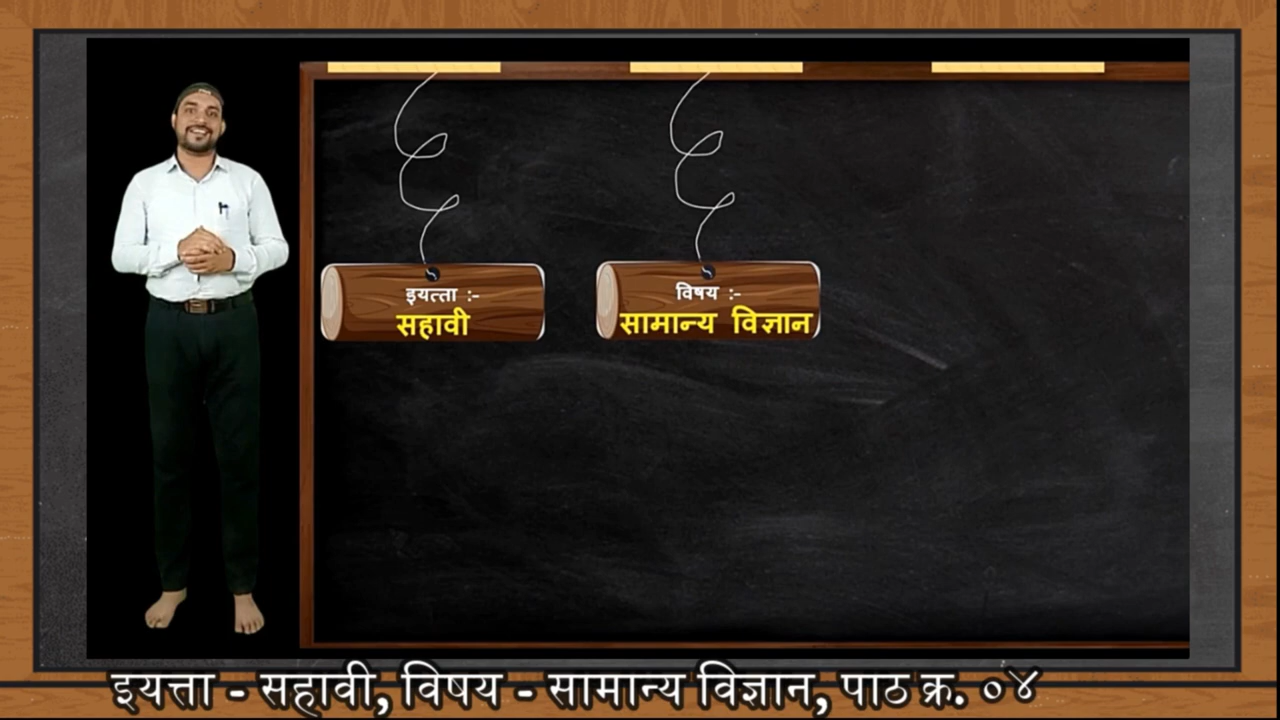 इयत्ता :-
सहावी
विषय :-
सामान्य विज्ञान
इयत्ता - सहावी, विषय - सामान्य विज्ञान, पाठ क्र. ०४